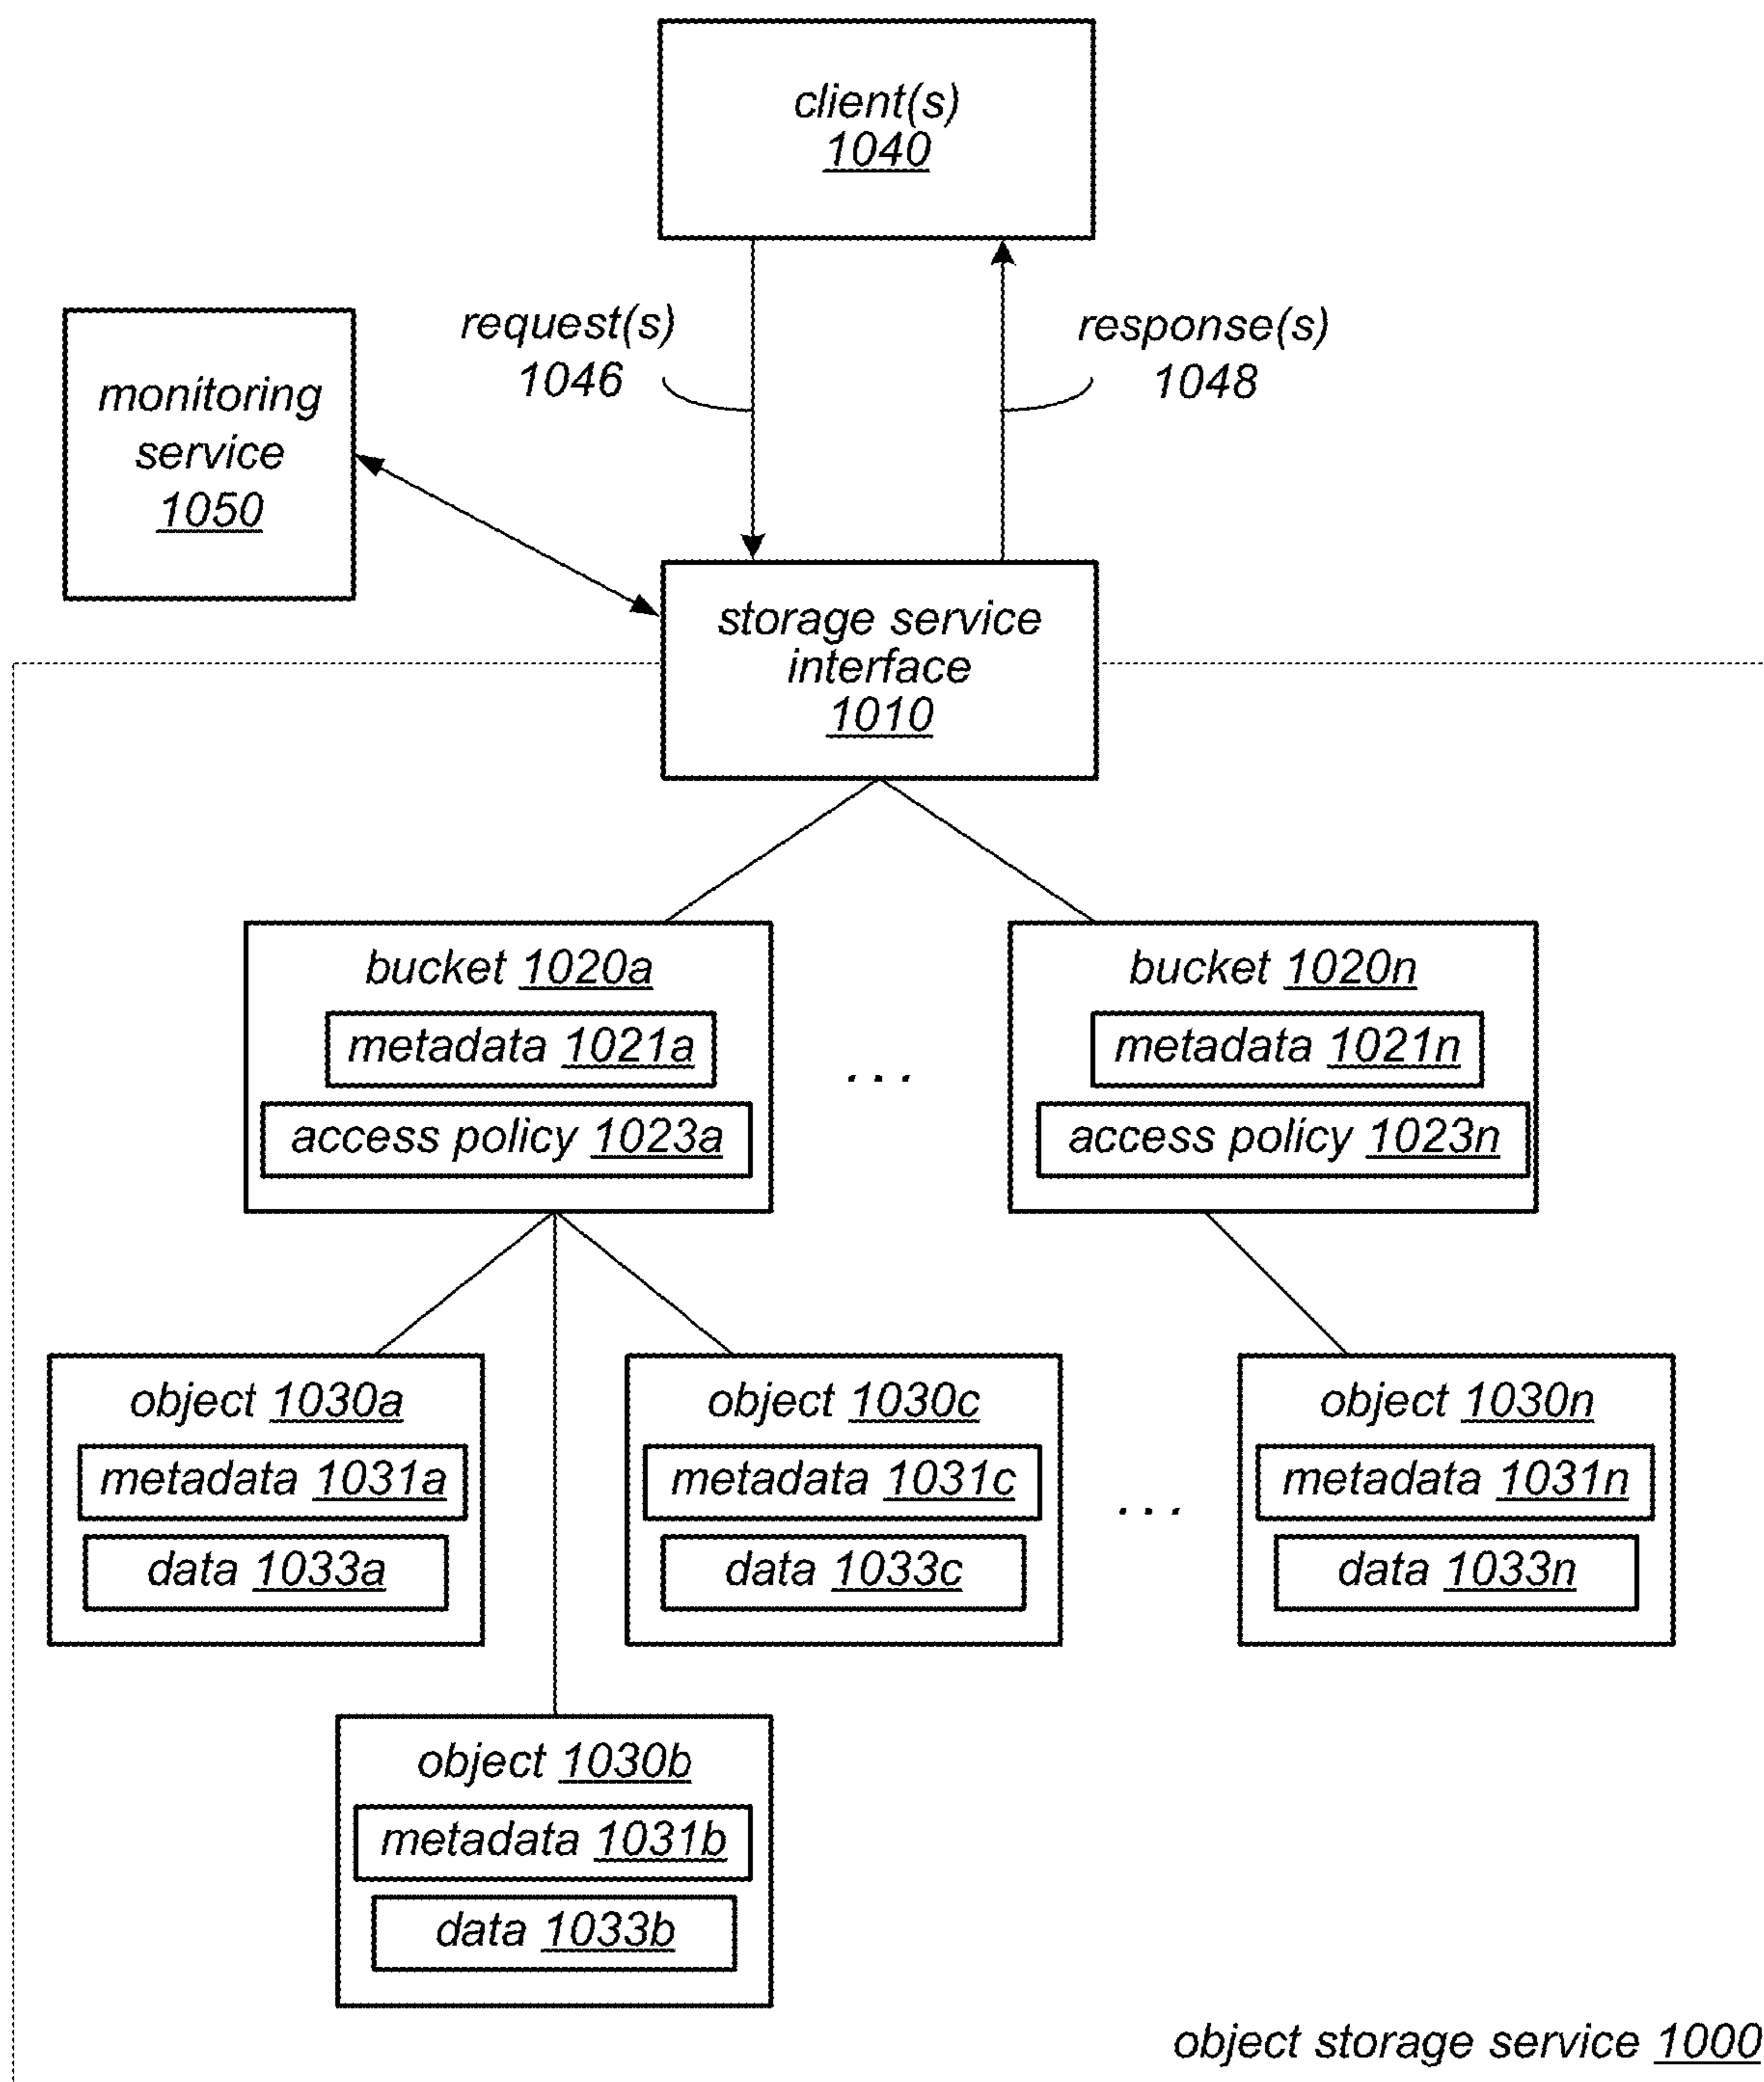 client(s)
1040
request(s)
1046
response(s)
1048
monitoring
service
1050
storage service
interface
1010
bucket 1020a
metadata 1021a
access policy 1023a
. . .
bucket 1020n
metadata 1021n
access policy 1023n
object 1030a
metadata 1031a
data 1033a
object 1030c
metadata 1031c
data 1033c
. . .
object 1030n
metadata 1031n
data 1033n
object 1030b
metadata 1031b
data 1033b
object storage service 1000